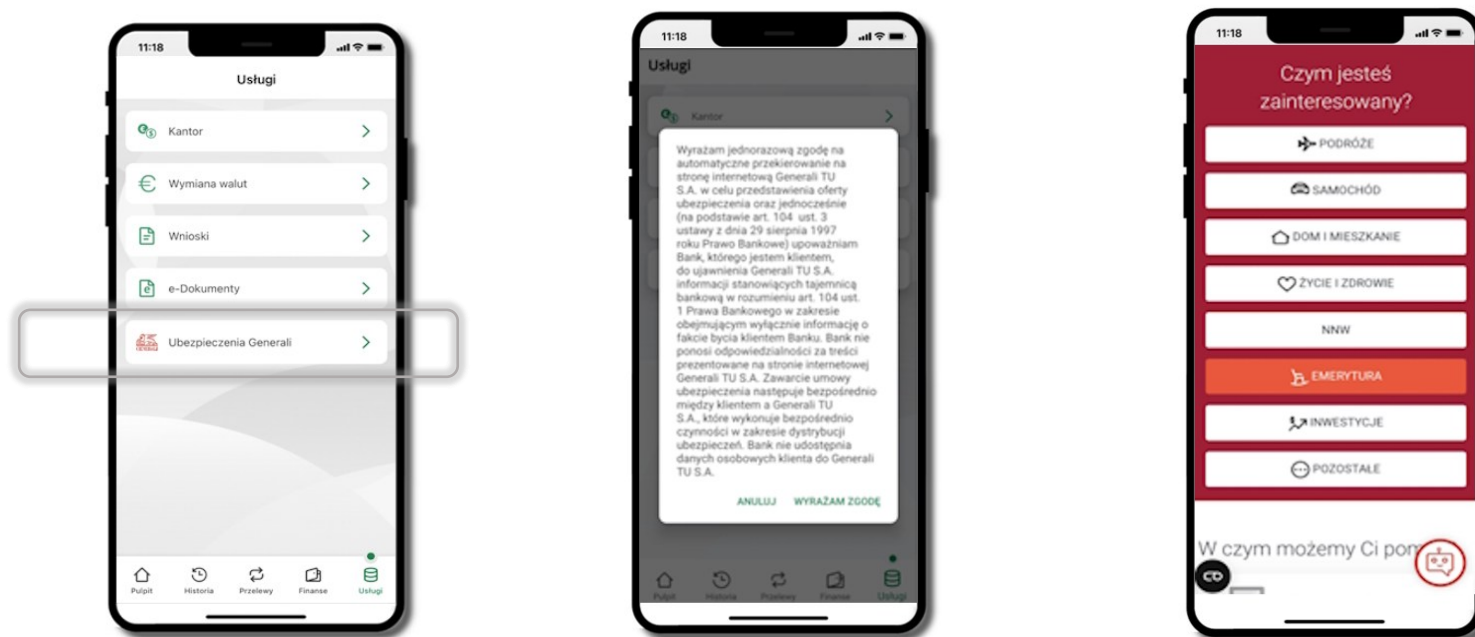 11:18
Usługi
Kantor
Wymiana walut
Wnioski
e-Dokumenty
Ubezpieczenia Generali
Pulpit
Historia
Przelewy
Finanse
Usługi
11:18
Usługi
Kantor
Wyrażam jednorazową zgodę na
automatyczne przekierowanie na
stronę internetową Generali TU
S.A. w celu przedstawienia oferty
ubezpieczenia oraz jednocześnie
(na podstawie art. 104 ust. 3
ustawy z dnia 29 sierpnia 1997
roku Prawo Bankowe) upoważniam
Bank, którego jestem klientem,
do ujawnienia Generali TU S.A.
informacji stanowiących tajemnicą
bankową w rozumieniu art. 104 ust.
1 Prawa Bankowego w zakresie
obejmującym wyłącznie informację o
fakcie bycia klientem Banku. Bank nie
ponosi odpowiedzialności za treści
prezentowane na stronie internetowej
Generali TU S.A. Zawarcie umowy
ubezpieczenia następuje bezpośrednio
między klientem a Generali TU
S.A., które wykonuje bezpośrednio
czynności w zakresie dystrybucji
ubezpieczeń. Bank nie udostępnia
danych osobowych klienta do Generali
TU S.A.
ANULUJ WYRAŻAM ZGODĘ
Pulpit
Historia
Przelewy
Finanse
Usługi
11:18
Czym jesteś
zainteresowany?
PODRÓŻE
SAMOCHÓD
DOM I MIESZKANIE
ŻYCIE I ZDROWIE
NNW
EMERYTURA
INWESTYCJE
POZOSTAŁE
W czym możemy Ci pom